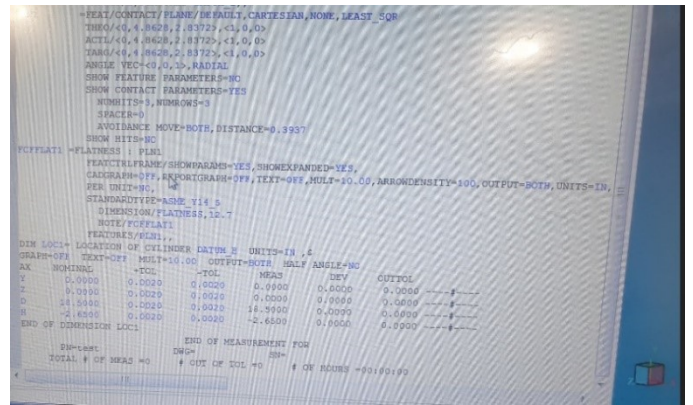 =FEAT/CONTACT/PLANE/DEFAULT,CARTESIAN,NONE,LEAST_SQR
THEO/<0,4.8628,2.8372>,<1,0,0>
ACTL/<0,4.8628,2.8372>,<1,0,0>
TARG/<0,4.8628,2.8372>,<1,0,0>
ANGLE VEC=<0,0,1>,RADIAL
SHOW FEATURE PARAMETERS=NO
SHOW CONTACT PARAMETERS=YES
NUMHITS=3,NUMROWS=3
SPACER=0
AVOIDANCE MOVE=BOTH,DISTANCE=0.3937
SHOW HITS=NO
FCFFLAT1 =FLATNESS : PLN1
FEATCTRLFRAME/SHOWPARAMS=YES,SHOWEXPANDED=YES,
CADGRAPH=OFF,REPORTGRAPH=OFF,TEXT=OFF,MULT=10.00,ARROWDENSITY=100,OUTPUT=BOTH,UNITS=IN,
PER UNIT=NO,
STANDARDTYPE=ASME_Y14_5
DIMENSION/FLATNESS,12.7
NOTE/FCFFLAT1
FEATURES/PLN1,,
DIM LOC1= LOCATION OF CYLINDER DATUM_B UNITS=IN ,$
GRAPH=OFF TEXT=OFF MULT=10.00 OUTPUT=BOTH HALF ANGLE=NO
AX NOMINAL +TOL -TOL MEAS DEV OUTTOL
Y 0.0000 0.0020 0.0020 0.0000 0.0000 0.0000 ----#----
Z 0.0000 0.0020 0.0020 0.0000 0.0000 0.0000 ----#----
D 16.5000 0.0020 0.0020 16.5000 0.0000 0.0000 ----#----
H -2.6500 0.0020 0.0020 -2.6500 0.0000 0.0000 ----#----
END OF DIMENSION LOC1
END OF MEASUREMENT FOR
PN=test DWG= SN=
TOTAL # OF MEAS =0 # OUT OF TOL =0 # OF HOURS =00:00:00
Z